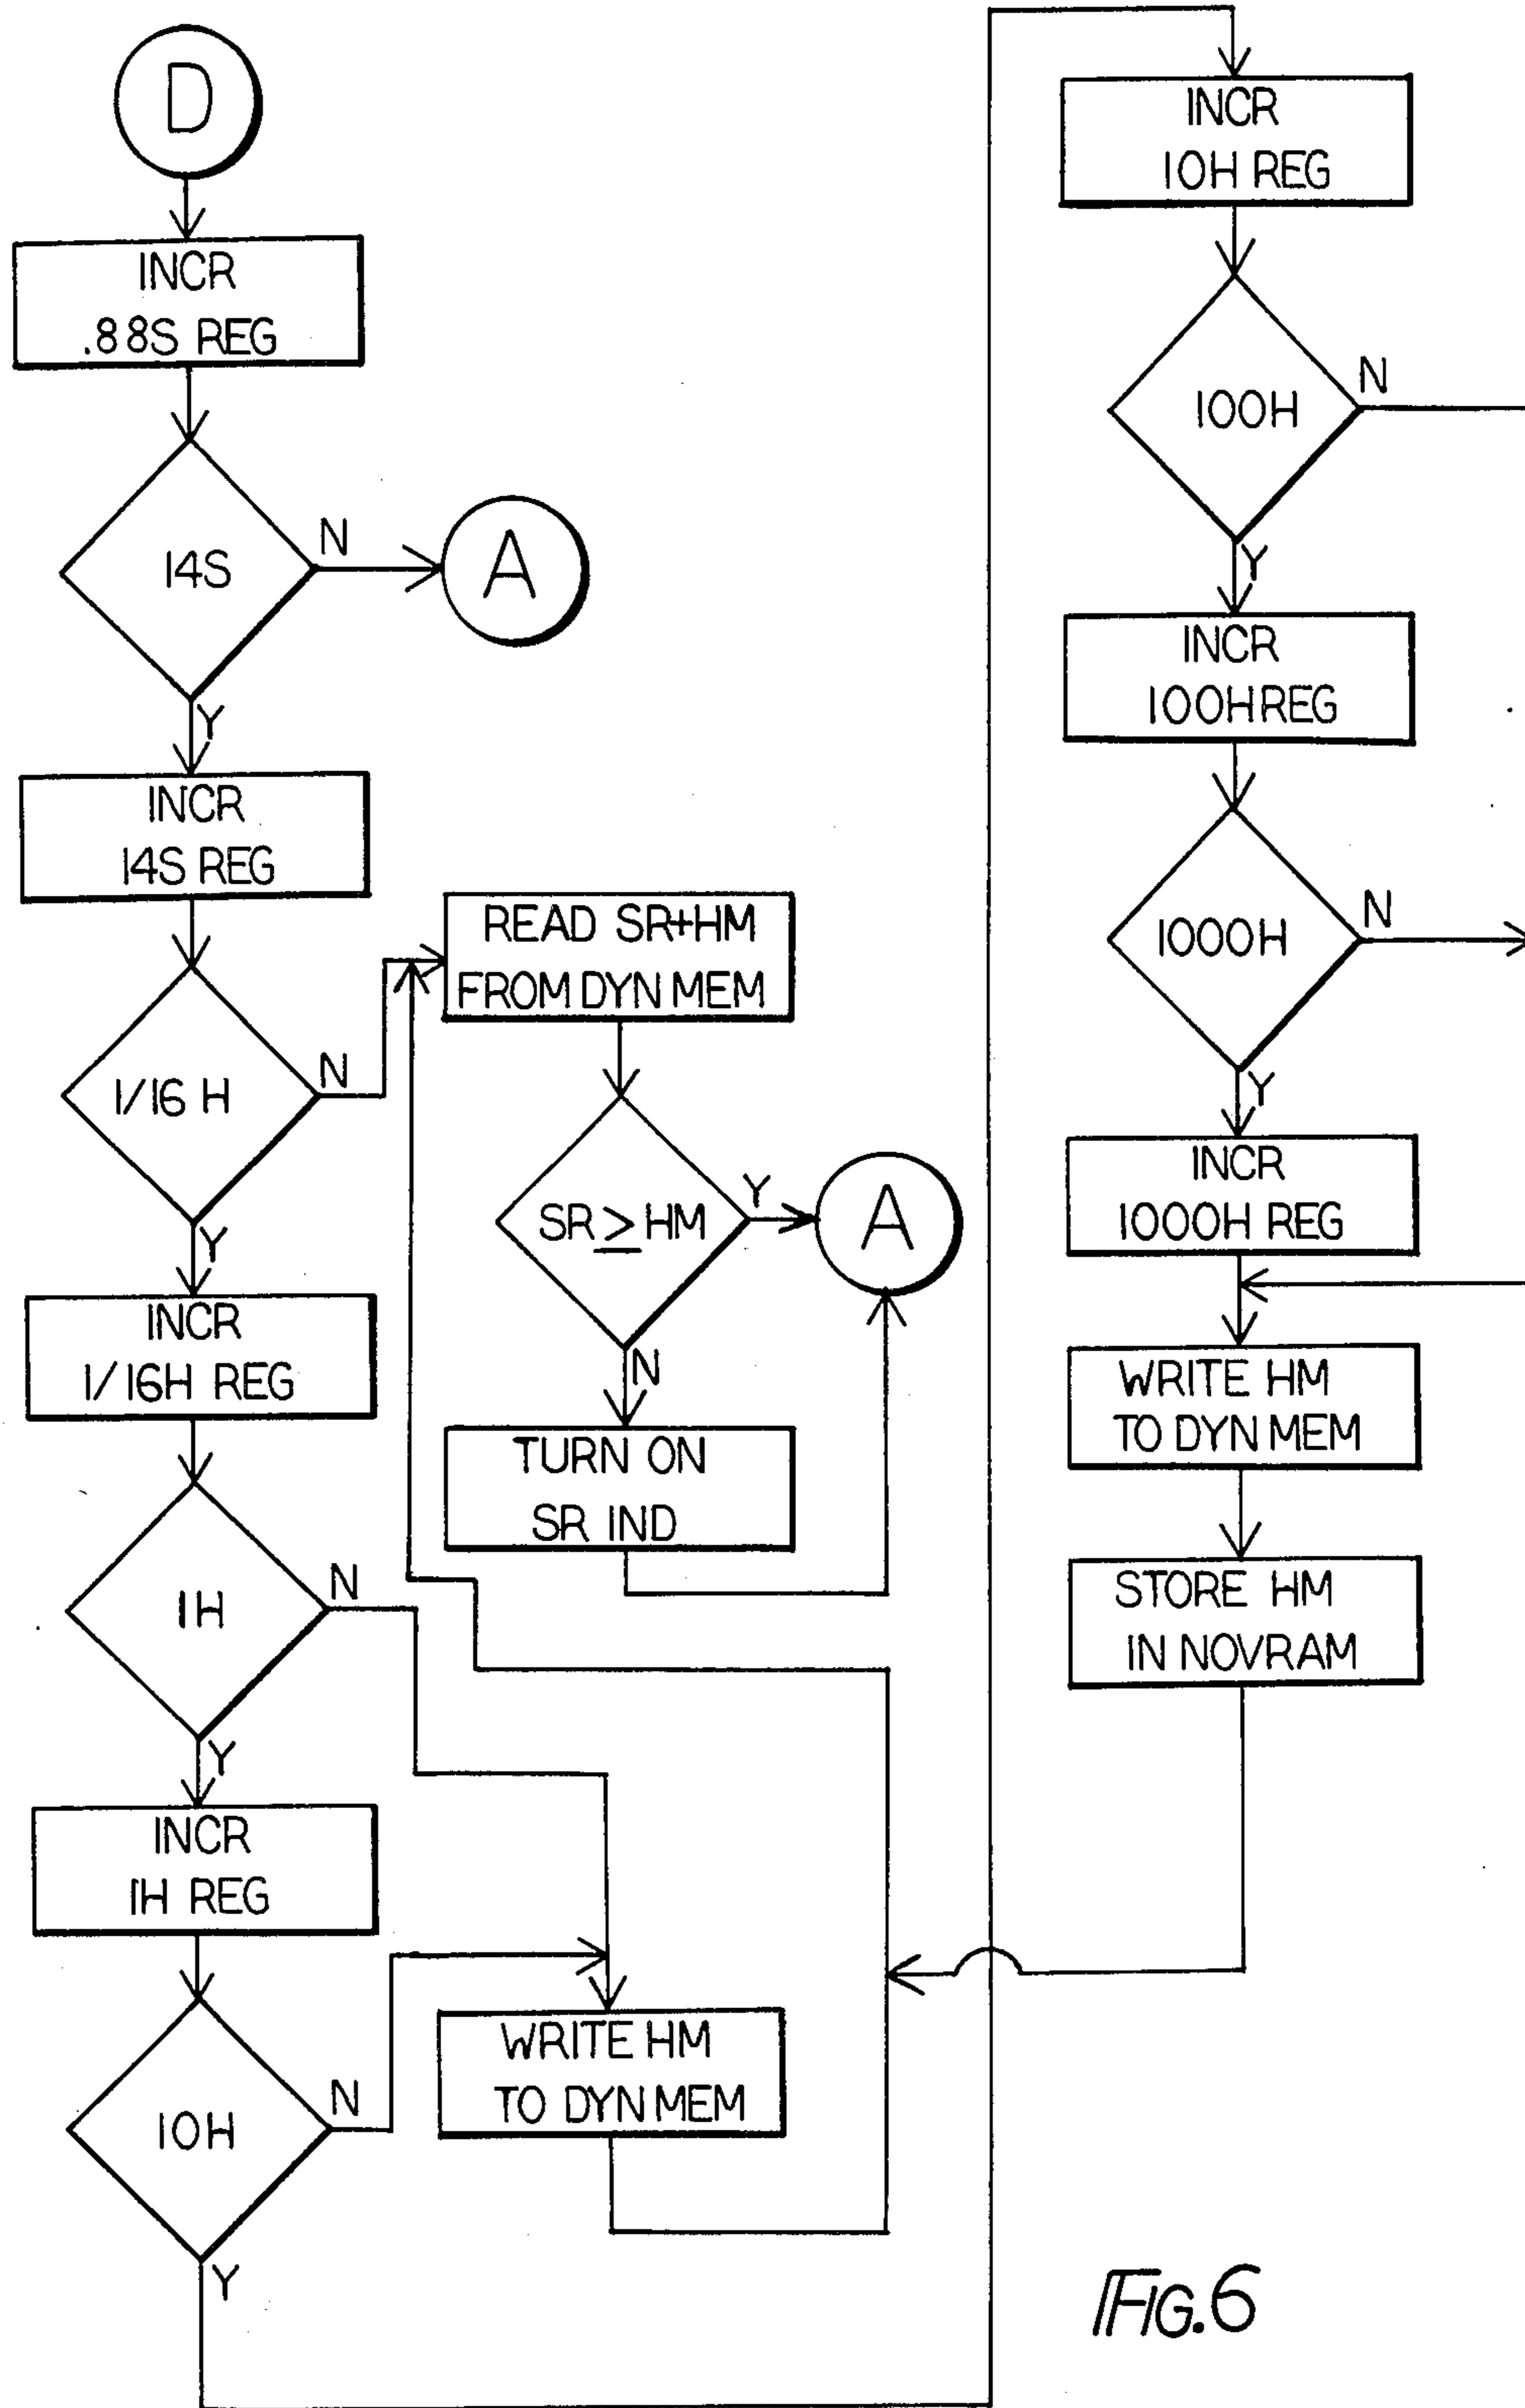 D
INCR
.88S REG
14S
N
A
Y
INCR
14S REG
1/16 H
N
Y
READ SR+HM
FROM DYN MEM
SR ≥ HM
Y
A
N
TURN ON
SR IND
INCR
1/16H REG
1H
N
Y
INCR
1H REG
10H
N
Y
WRITE HM
TO DYN MEM
INCR
10H REG
100H
N
Y
INCR
100H REG
1000H
N
Y
INCR
1000H REG
WRITE HM
TO DYN MEM
STORE HM
IN NOVRAM
FIG.6